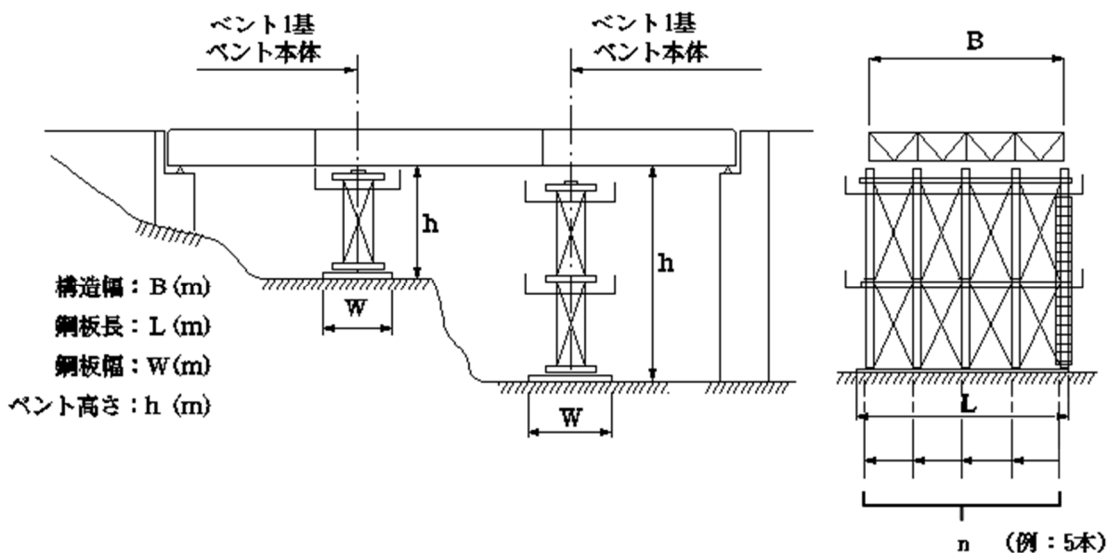 ベント1基
ベント本体
ベント1基
ベント本体
B
h
h
構造幅：B (m)
鋼板長：L (m)
鋼板幅：W (m)
ベント高さ：h (m)
W
W
L
n (例：5本)